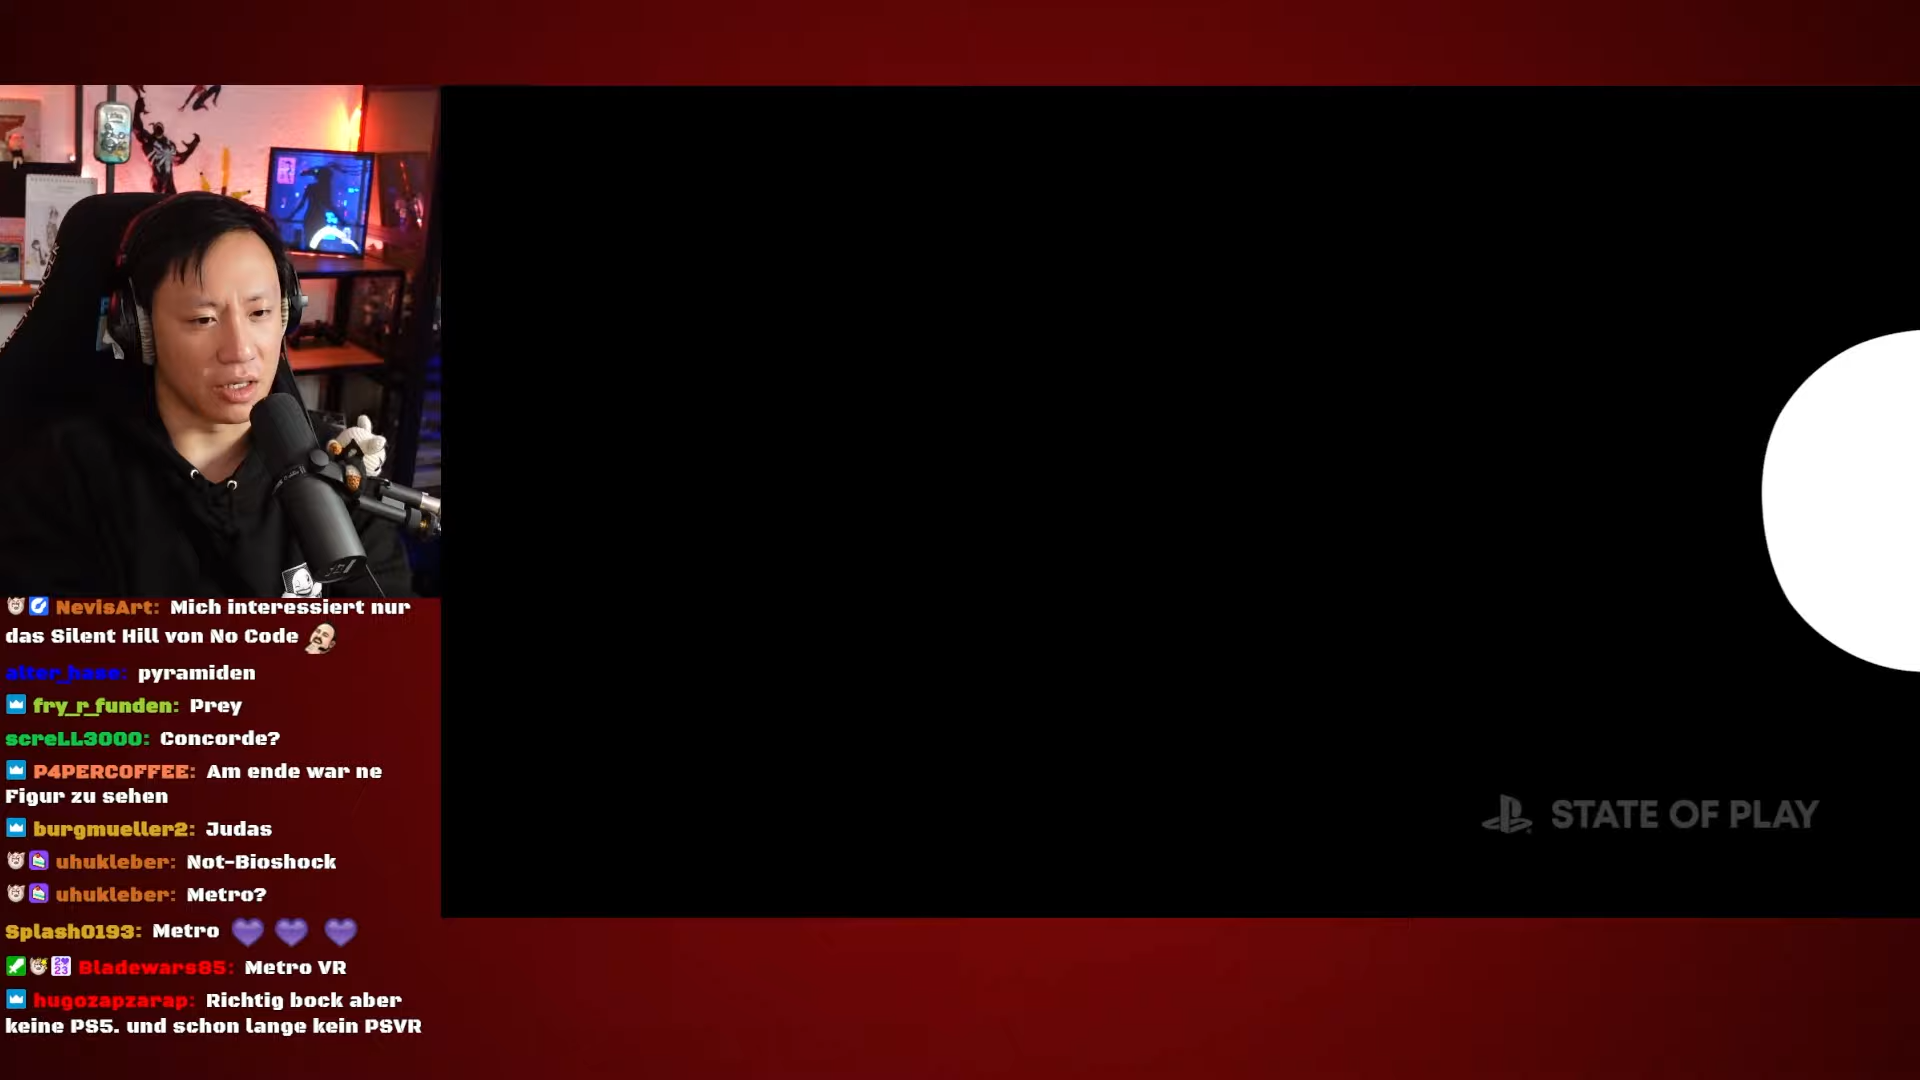 NevisArt: Mich interessiert nur
das Silent Hill von No Code
alter_hase: pyramiden
fry_r_funden: Prey
screLL3000: Concorde?
P4PERCOFFEE: Am ende war ne
Figur zu sehen
burgmueller2: Judas
uhukleber: Not-Bioshock
uhukleber: Metro?
Splash0193: Metro
Bladewars85: Metro VR
hugozapzarap: Richtig bock aber
keine PS5. und schon lange kein PSVR
STATE OF PLAY